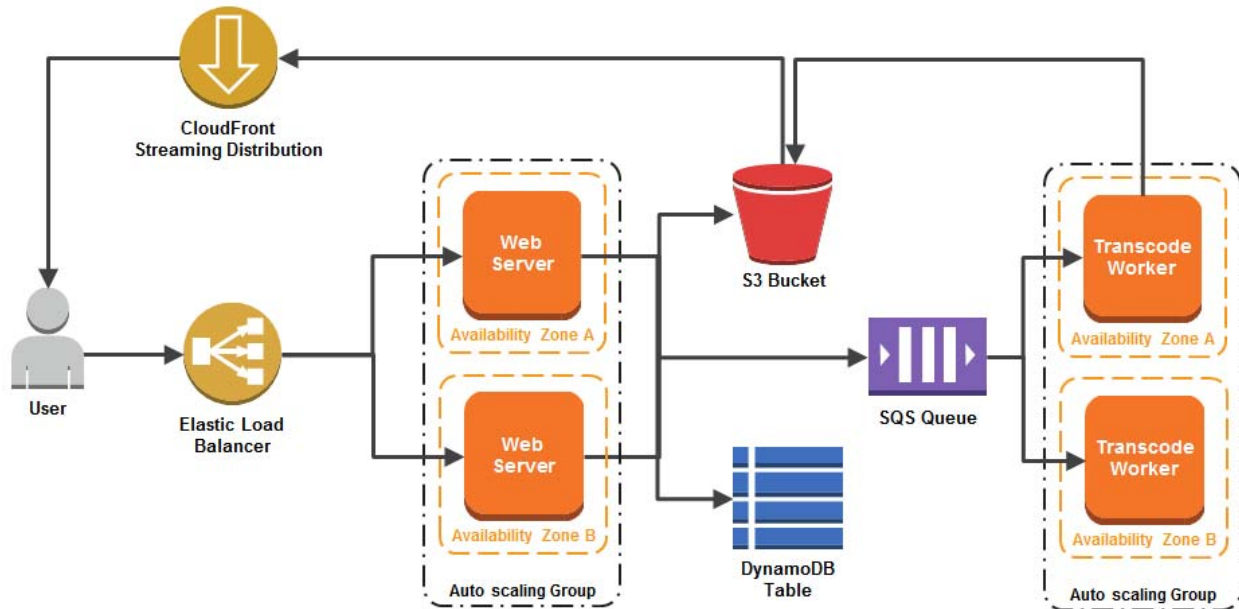 CloudFront
Streaming Distribution
User
Elastic Load
Balancer
Web
Server
Availability Zone A
Web
Server
Availability Zone B
Auto scaling Group
S3 Bucket
SQS Queue
DynamoDB
Table
Transcode
Worker
Availability Zone A
Transcode
Worker
Availability Zone B
Auto scaling Group